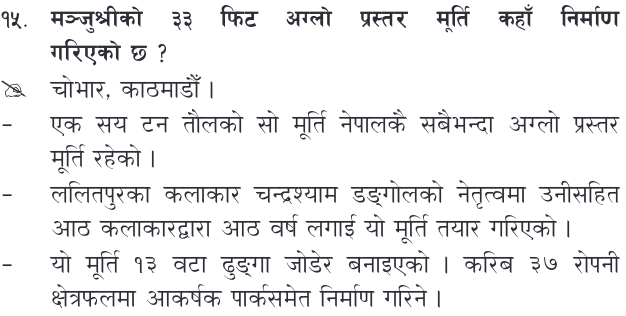 १५. मञ्जुश्रीको ३३ फिट अग्लो प्रस्तर मूर्ति कहाँ निर्माण
गरिएको छ ?
चोभार, काठमाडौँ ।
- एक सय टन तौलको सो मूर्ति नेपालकै सबैभन्दा अग्लो प्रस्तर
मूर्ति रहेको ।
- ललितपुरका कलाकार चन्द्रश्याम डङ्गोलको नेतृत्वमा उनीसहित
आठ कलाकारद्वारा आठ वर्ष लगाई यो मूर्ति तयार गरिएको ।
- यो मूर्ति १३ वटा ढुङ्गा जोडेर बनाइएको । करिब ३७ रोपनी
क्षेत्रफलमा आकर्षक पार्कसमेत निर्माण गरिने ।